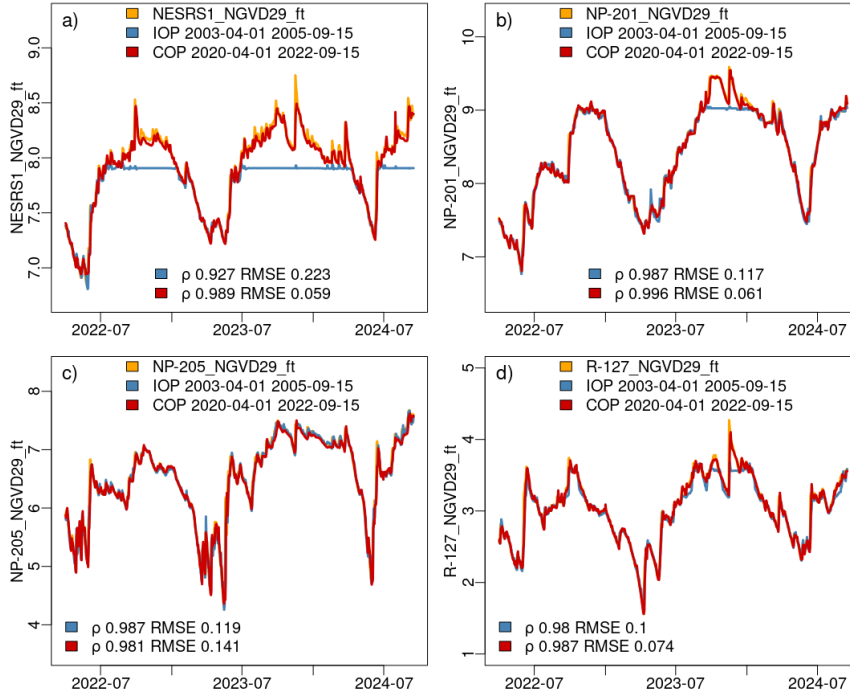 a)
NESRS1_NGVD29_ft
IOP 2003-04-01 2005-09-15
COP 2020-04-01 2022-09-15
NESRS1_NGVD29_ft
9.0
8.5
8.0
7.5
7.0
ρ 0.927 RMSE 0.223
ρ 0.989 RMSE 0.059
2022-07 2023-07 2024-07
b)
NP-201_NGVD29_ft
IOP 2003-04-01 2005-09-15
COP 2020-04-01 2022-09-15
NP-201_NGVD29_ft
10
9
8
7
ρ 0.987 RMSE 0.117
ρ 0.996 RMSE 0.061
2022-07 2023-07 2024-07
c)
NP-205_NGVD29_ft
IOP 2003-04-01 2005-09-15
COP 2020-04-01 2022-09-15
NP-205_NGVD29_ft
8
7
6
5
4
ρ 0.987 RMSE 0.119
ρ 0.981 RMSE 0.141
2022-07 2023-07 2024-07
d)
R-127_NGVD29_ft
IOP 2003-04-01 2005-09-15
COP 2020-04-01 2022-09-15
R-127_NGVD29_ft
5
4
3
2
1
ρ 0.98 RMSE 0.1
ρ 0.987 RMSE 0.074
2022-07 2023-07 2024-07